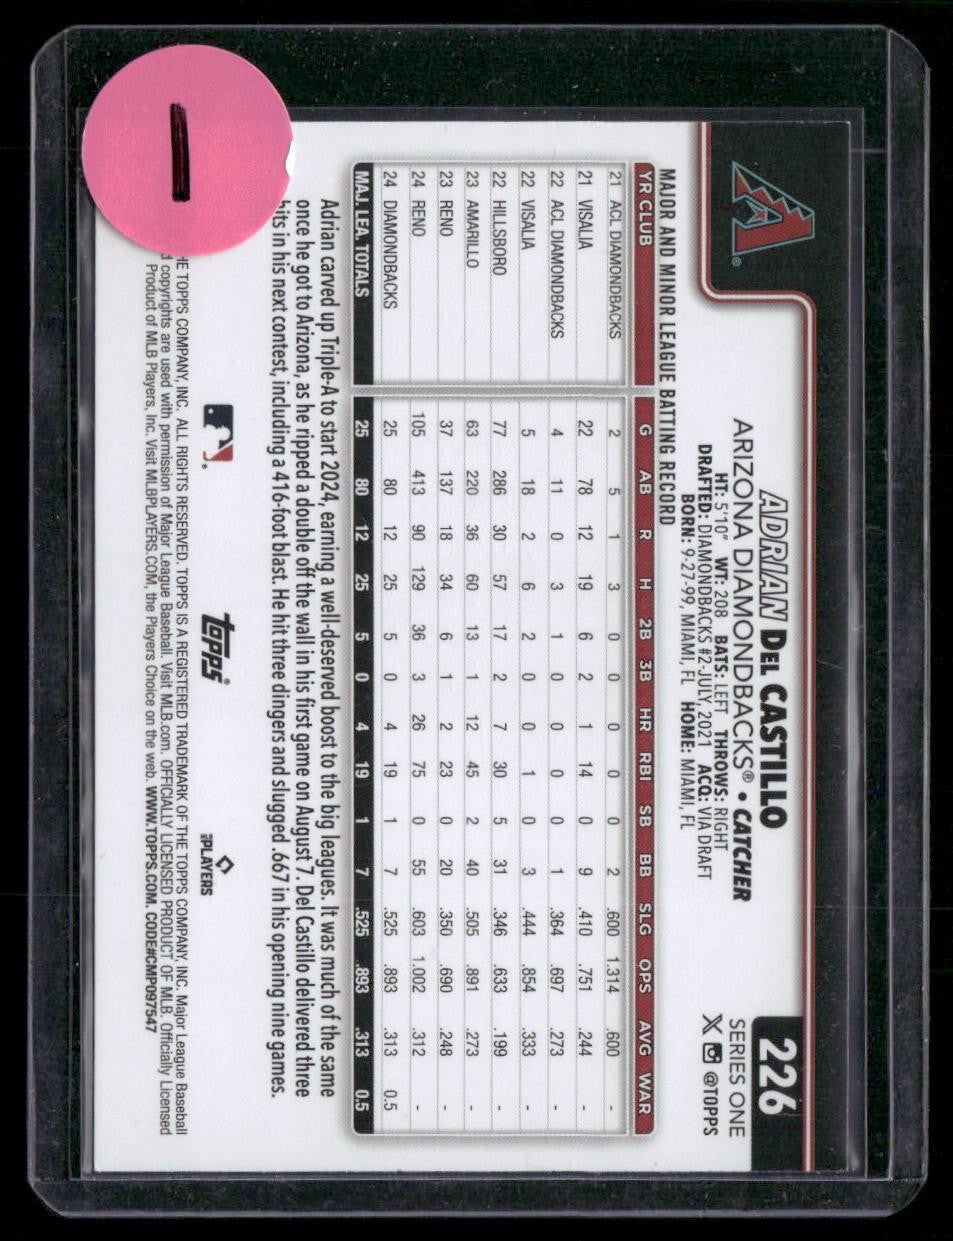 226
SERIES ONE
@TOPPS
ADRIAN DEL CASTILLO
ARIZONA DIAMONDBACKS® • CATCHER
HT: 5'10" WT: 208 BATS: LEFT THROWS: RIGHT
DRAFTED: DIAMONDBACKS #2-JULY, 2021 ACQ: VIA DRAFT
BORN: 9-27-99, MIAMI, FL HOME: MIAMI, FL
MAJOR AND MINOR LEAGUE BATTING RECORD
YR CLUB G AB R H 2B 3B HR RBI SB BB SLG OPS AVG WAR
21 ACL DIAMONDBACKS 2 5 1 3 0 0 0 0 0 2 .600 1.314 .600 -
21 VISALIA 22 78 12 19 6 2 1 14 0 9 .410 .751 .244 -
22 ACL DIAMONDBACKS 4 11 0 3 1 0 0 0 0 1 .364 .697 .273 -
22 VISALIA 5 18 2 6 2 0 0 1 0 3 .444 .854 .333 -
22 HILLSBORO 77 286 30 57 17 2 7 30 5 31 .346 .633 .199 -
23 AMARILLO 63 220 36 60 13 1 12 45 2 40 .505 .891 .273 -
23 RENO 37 137 18 34 6 1 2 23 0 20 .350 .690 .248 -
24 RENO 105 413 90 129 36 3 26 75 0 55 .603 1.002 .312 -
24 DIAMONDBACKS 25 80 12 25 5 0 4 19 1 7 .525 .893 .313 0.5
MAJ. LEA. TOTALS 25 80 12 25 5 0 4 19 1 7 .525 .893 .313 0.5
Adrian carved up Triple-A to start 2024, earning a well-deserved boost to the big leagues. It was much of the same
once he got to Arizona, as he ripped a double off the wall in his first game on August 7. Del Castillo delivered three
hits in his next contest, including a 416-foot blast. He hit three dingers and slugged .667 in his opening nine games.
topps®
PLAYERS
HE TOPPS COMPANY, INC. ALL RIGHTS RESERVED. TOPPS IS A REGISTERED TRADEMARK OF THE TOPPS COMPANY, INC. Major League Baseball
d copyrights are used with permission of Major League Baseball. Visit MLB.com. OFFICIALLY LICENSED PRODUCT OF MLB. Officially Licensed
Product of MLB Players, Inc. Visit MLBPLAYERS.COM, the Players Choice on the web. WWW.TOPPS.COM. CODE#CMP097547